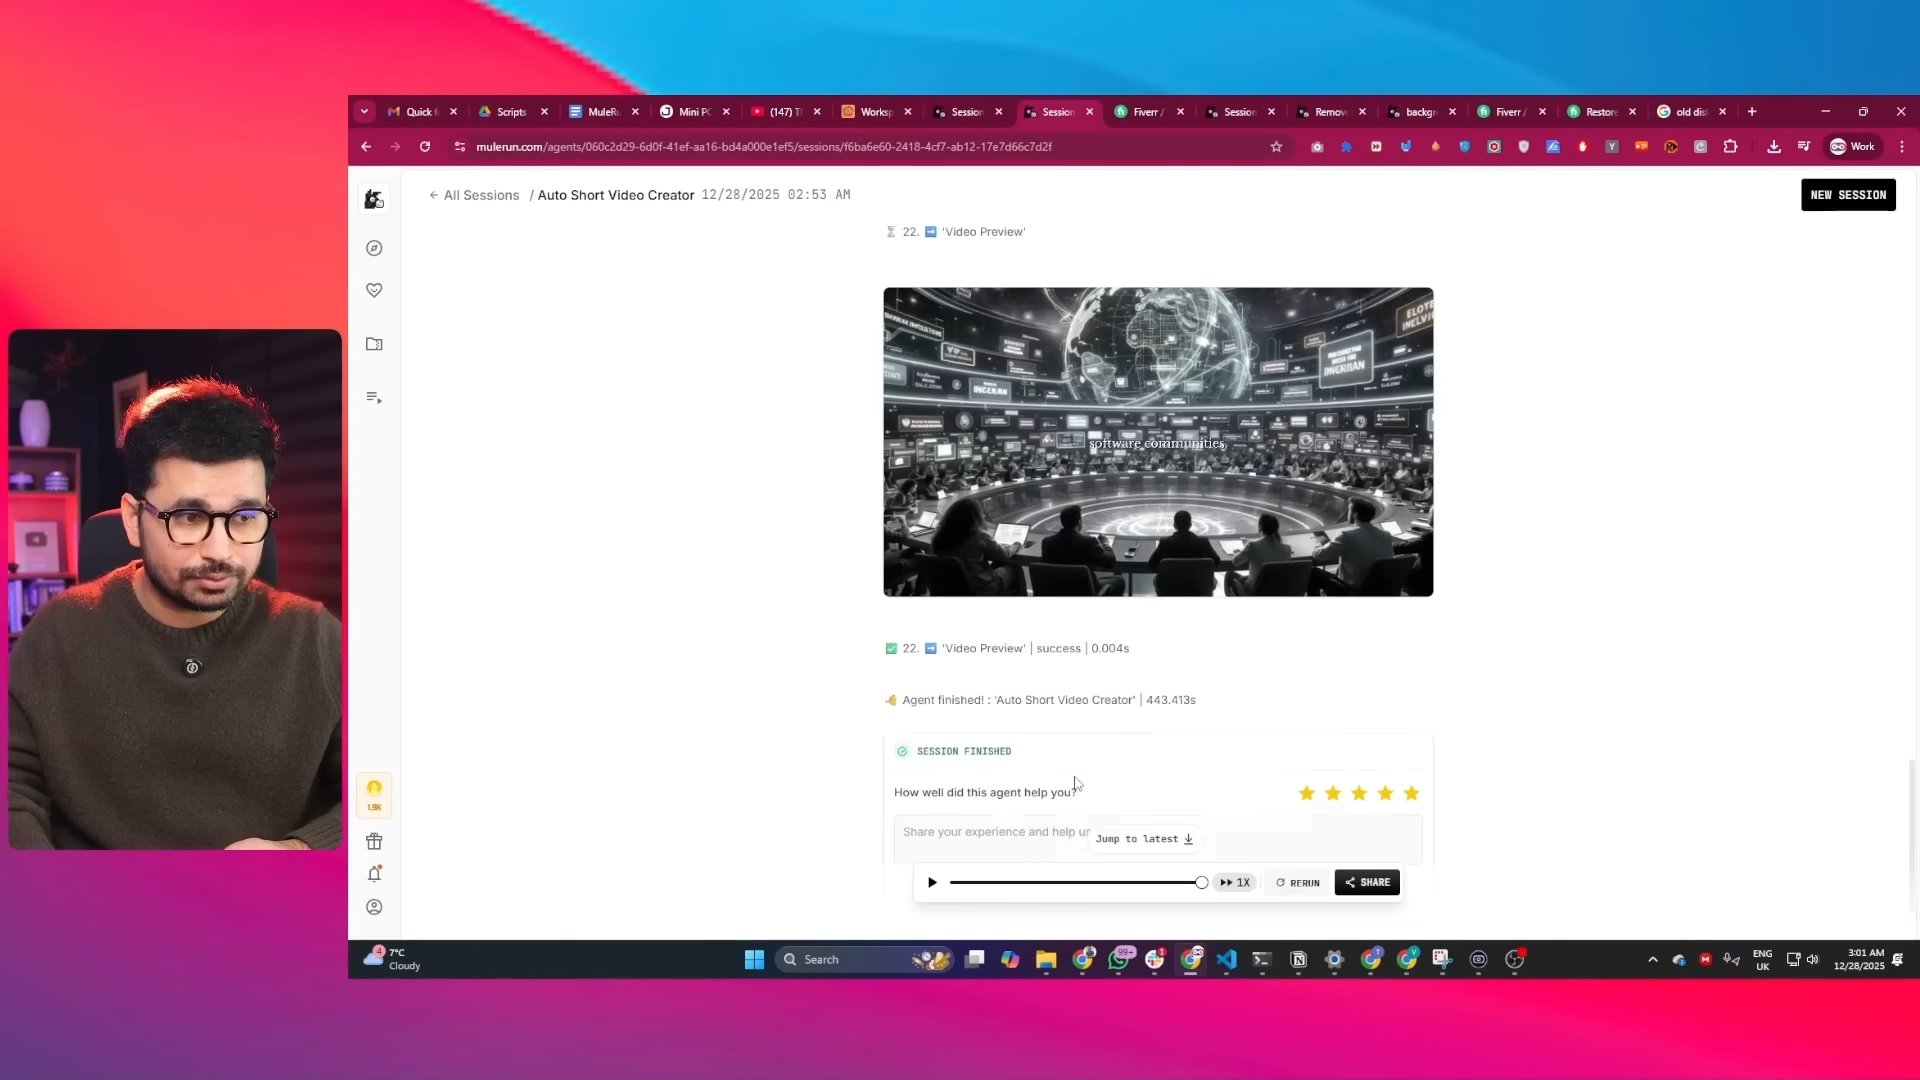 Quick f
Scripts
MuleRu
Mini PC
(147) T
Worksp
Session
Session
Fiverr /
Session
Remove
backgr
Fiverr /
Restore
old dis
mulerun.com/agents/060c2d29-6d0f-41ef-aa16-bd4a000e1ef5/sessions/f6ba6e60-2418-4cf7-ab12-17e7d66c7d2f
Work
← All Sessions / Auto Short Video Creator 12/28/2025 02:53 AM
NEW SESSION
22. 'Video Preview'
software communities.
22. 'Video Preview' | success | 0.004s
Agent finished! : 'Auto Short Video Creator' | 443.413s
SESSION FINISHED
How well did this agent help you?
Share your experience and help us
Jump to latest
1X
RERUN
SHARE
1.9K
7°C
Cloudy
Search
99+
ENG
UK
3:01 AM
12/28/2025